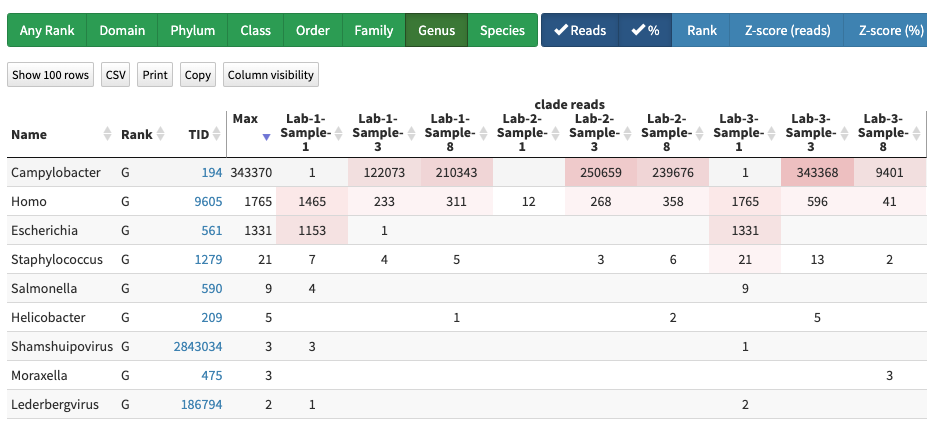 Any Rank Domain Phylum Class Order Family Genus Species Reads % Rank Z-score (reads) Z-score (%)
Show 100 rows CSV Print Copy Column visibility
clade reads
Name Rank TID Max Lab-1-Sample-1 Lab-1-Sample-3 Lab-1-Sample-8 Lab-2-Sample-1 Lab-2-Sample-3 Lab-2-Sample-8 Lab-3-Sample-1 Lab-3-Sample-3 Lab-3-Sample-8
Campylobacter G 194 343370 1 122073 210343 250659 239676 1 343368 9401
Homo G 9605 1765 1465 233 311 12 268 358 1765 596 41
Escherichia G 561 1331 1153 1 1331
Staphylococcus G 1279 21 7 4 5 3 6 21 13 2
Salmonella G 590 9 4 9
Helicobacter G 209 5 1 2 5
Shamshuipovirus G 2843034 3 3 1
Moraxella G 475 3 3
Lederbergvirus G 186794 2 1 2